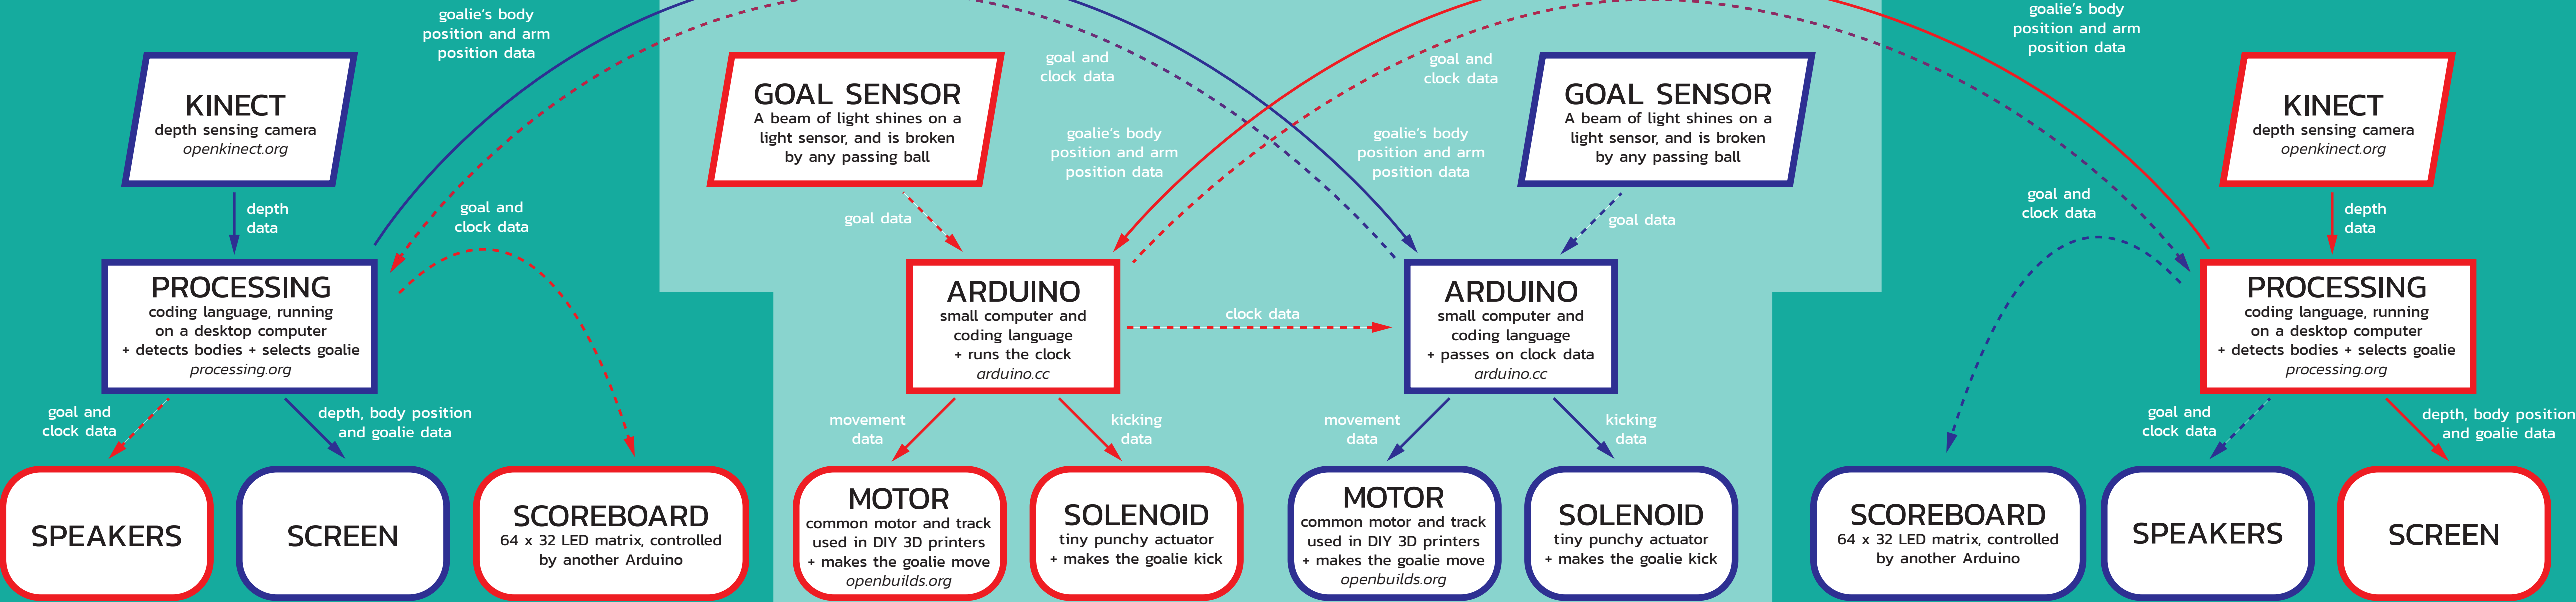 goalie's body
position and arm
position data
KINECT
depth sensing camera
openkinect.org
depth
data
goal and
clock data
PROCESSING
coding language, running
on a desktop computer
+ detects bodies + selects goalie
processing.org
goal and
clock data
depth, body position
and goalie data
SPEAKERS
SCREEN
SCOREBOARD
64 x 32 LED matrix, controlled
by another Arduino
GOAL SENSOR
A beam of light shines on a
light sensor, and is broken
by any passing ball
goal data
goal and
clock data
goalie's body
position and arm
position data
goal and
clock data
goalie's body
position and arm
position data
GOAL SENSOR
A beam of light shines on a
light sensor, and is broken
by any passing ball
goal data
ARDUINO
small computer and
coding language
+ runs the clock
arduino.cc
clock data
ARDUINO
small computer and
coding language
+ passes on clock data
arduino.cc
movement
data
kicking
data
movement
data
kicking
data
MOTOR
common motor and track
used in DIY 3D printers
+ makes the goalie move
openbuilds.org
SOLENOID
tiny punchy actuator
+ makes the goalie kick
MOTOR
common motor and track
used in DIY 3D printers
+ makes the goalie move
openbuilds.org
SOLENOID
tiny punchy actuator
+ makes the goalie kick
goalie's body
position and arm
position data
KINECT
depth sensing camera
openkinect.org
goal and
clock data
depth
data
PROCESSING
coding language, running
on a desktop computer
+ detects bodies + selects goalie
processing.org
goal and
clock data
depth, body position
and goalie data
SCOREBOARD
64 x 32 LED matrix, controlled
by another Arduino
SPEAKERS
SCREEN